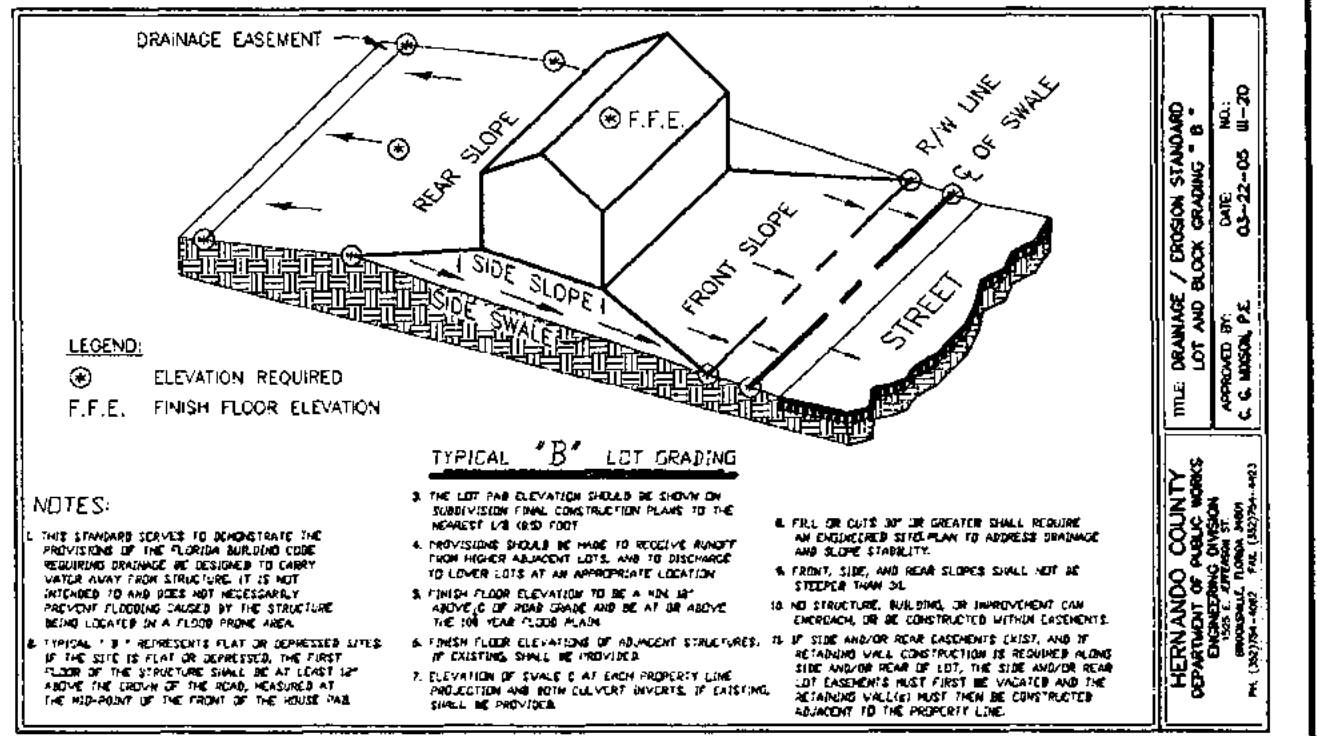 DRAINAGE EASEMENT
F.F.E.
REAR SLOPE
R/W LINE
℄ OF SWALE
SIDE SLOPE
FRONT SLOPE
SIDE SWALE
STREET
LEGEND:
ELEVATION REQUIRED
F.F.E. FINISH FLOOR ELEVATION
TYPICAL "B" LOT GRADING
NOTES:
1. THIS STANDARD SERVES TO DEMONSTRATE THE
PROVISIONS OF THE FLORIDA BUILDING CODE
REQUIRING DRAINAGE BE DESIGNED TO CARRY
WATER AWAY FROM STRUCTURE. IT IS NOT
INTENDED TO AND DOES NOT NECESSARILY
PREVENT FLOODING CAUSED BY THE STRUCTURE
BEING LOCATED IN A FLOOD PRONE AREA.
2. TYPICAL "B" REPRESENTS FLAT OR DEPRESSED SITES.
IF THE SITE IS FLAT OR DEPRESSED, THE FIRST
FLOOR OF THE STRUCTURE SHALL BE AT LEAST 12"
ABOVE THE CROWN OF THE ROAD, MEASURED AT
THE MID-POINT OF THE FRONT OF THE HOUSE PAD.
3. THE LOT PAD ELEVATION SHOULD BE SHOWN ON
SUBDIVISION FINAL CONSTRUCTION PLANS TO THE
NEAREST 1/2 (0.5) FOOT
4. PROVISIONS SHOULD BE MADE TO RECEIVE RUNOFF
FROM HIGHER ADJACENT LOTS, AND TO DISCHARGE
TO LOWER LOTS AT AN APPROPRIATE LOCATION
5. FINISH FLOOR ELEVATION TO BE A MIN.
ABOVE ℄ OF ROAD GRADE AND BE AT OR ABOVE
THE 100 YEAR FLOOD PLAIN.
6. FINISH FLOOR ELEVATIONS OF ADJACENT STRUCTURES,
IF EXISTING, SHALL BE PROVIDED.
7. ELEVATION OF SWALE ℄ AT EACH PROPERTY LINE
PROJECTION AND BOTH CULVERT INVERTS, IF EXISTING,
SHALL BE PROVIDED.
8. FILL OR CUTS 30" OR GREATER SHALL REQUIRE
AN ENGINEERED SITE PLAN TO ADDRESS DRAINAGE
AND SLOPE STABILITY.
9. FRONT, SIDE, AND REAR SLOPES SHALL NOT BE
STEEPER THAN 3:1.
10. NO STRUCTURE, BUILDING, OR IMPROVEMENT CAN
ENCROACH, OR BE CONSTRUCTED WITHIN EASEMENTS.
11. IF SIDE AND/OR REAR EASEMENTS EXIST, AND IF
RETAINING WALL CONSTRUCTION IS REQUIRED ALONG
SIDE AND/OR REAR OF LOT, THE SIDE AND/OR REAR
LOT EASEMENTS MUST FIRST BE VACATED AND THE
RETAINING WALL(S) MUST THEN BE CONSTRUCTED
ADJACENT TO THE PROPERTY LINE.
TITLE: DRAINAGE / EROSION STANDARD
LOT AND BLOCK GRADING " B "
APPROVED BY: DATE: NO.:
C. G. MIXSON, P.E. 03-22-05 III-20
HERNANDO COUNTY
DEPARTMENT OF PUBLIC WORKS
ENGINEERING DIVISION
1525 E. JEFFERSON ST.
BROOKSVILLE, FLORIDA 34601
PH. (352)754-4062 FAX. (352)754-4423